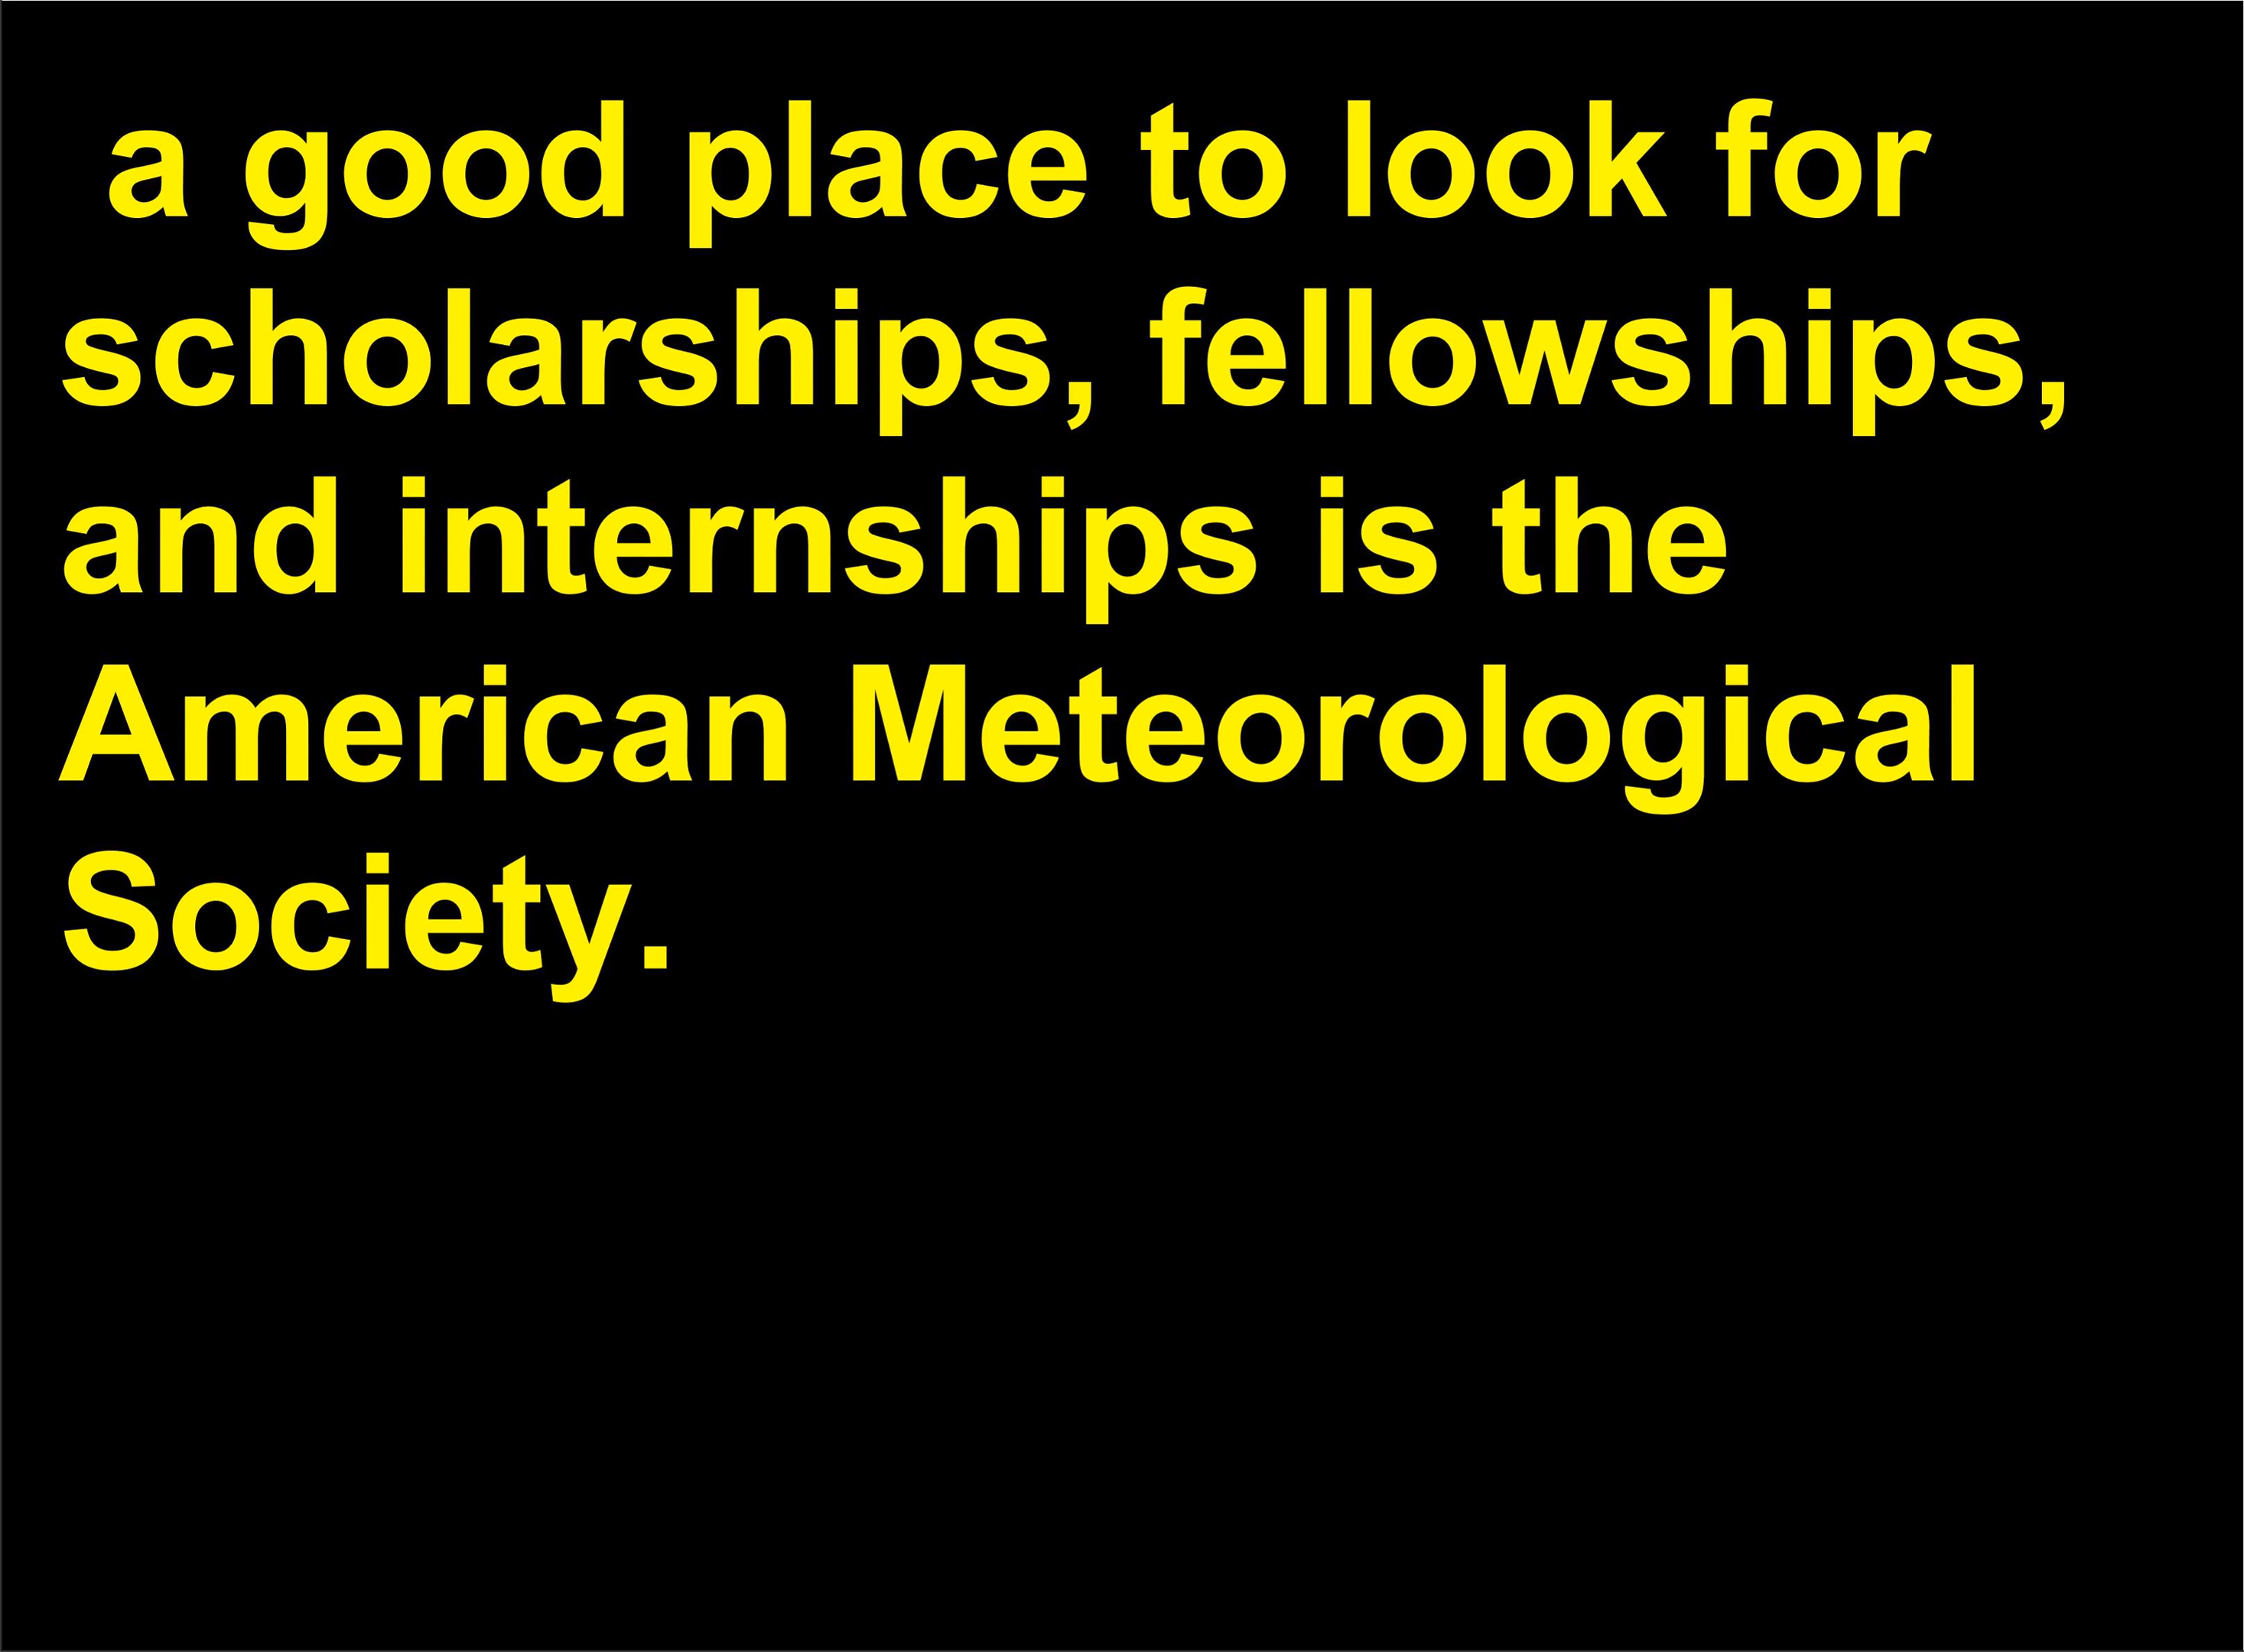 a good place to look for
scholarships, fellowships,
and internships is the
American Meteorological
Society.